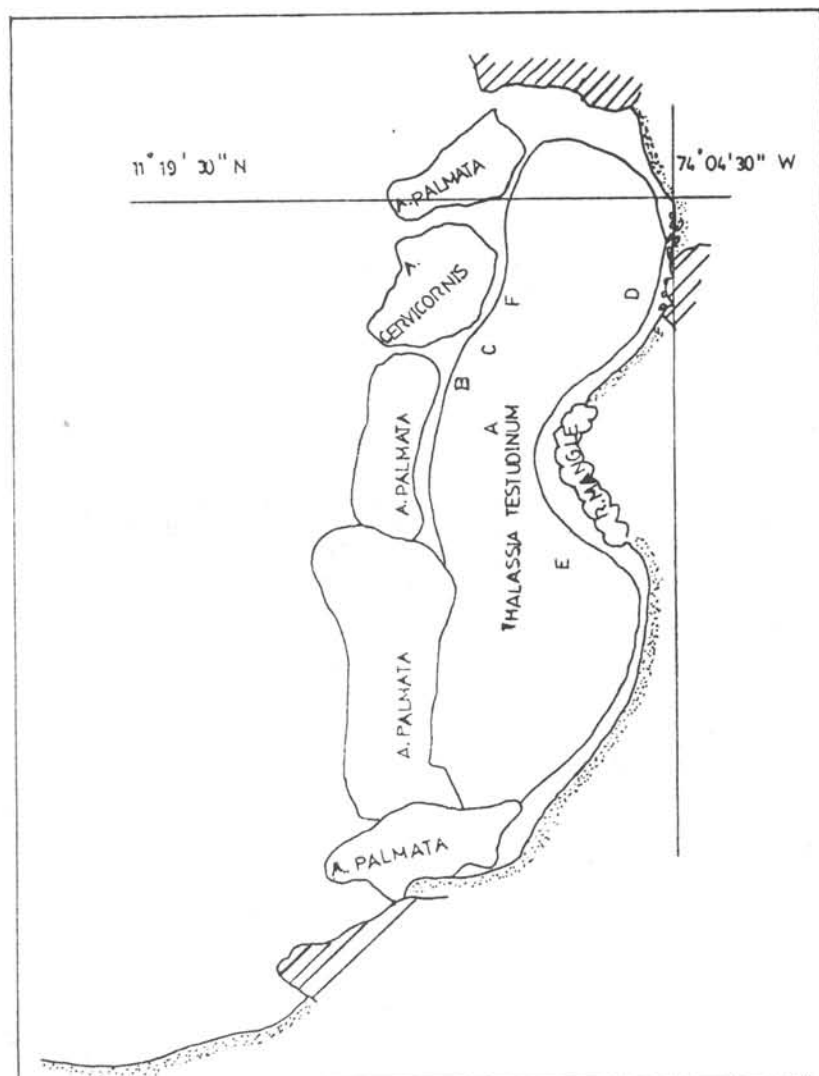 11° 19' 30" N
74° 04' 30" W
A. PALMATA
A.
CERVICORNIS
F
D
C
B
A. PALMATA
A
THALASSIA TESTUDINUM
R. MANGLE
E
A. PALMATA
A. PALMATA